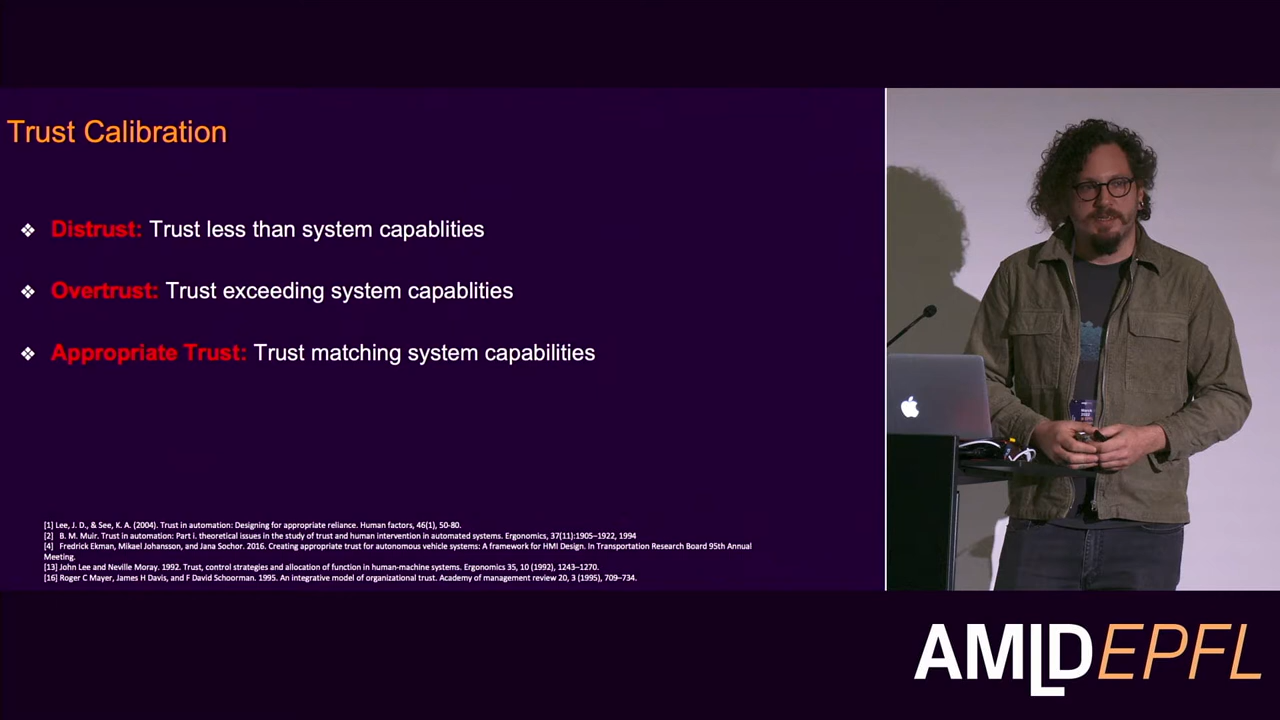 Trust Calibration
❖ Distrust: Trust less than system capablities
❖ Overtrust: Trust exceeding system capablities
❖ Appropriate Trust: Trust matching system capabilities
[1] Lee, J. D., & See, K. A. (2004). Trust in automation: Designing for appropriate reliance. Human factors, 46(1), 50-80.
[2] B. M. Muir. Trust in automation: Part i. theoretical issues in the study of trust and human intervention in automated systems. Ergonomics, 37(11):1905–1922, 1994
[4] Fredrick Ekman, Mikael Johansson, and Jana Sochor. 2016. Creating appropriate trust for autonomous vehicle systems: A framework for HMI Design. In Transportation Research Board 95th Annual
Meeting.
[13] John Lee and Neville Moray. 1992. Trust, control strategies and allocation of function in human-machine systems. Ergonomics 35, 10 (1992), 1243–1270.
[16] Roger C Mayer, James H Davis, and F David Schoorman. 1995. An integrative model of organizational trust. Academy of management review 20, 3 (1995), 709–734.
AMLD EPFL